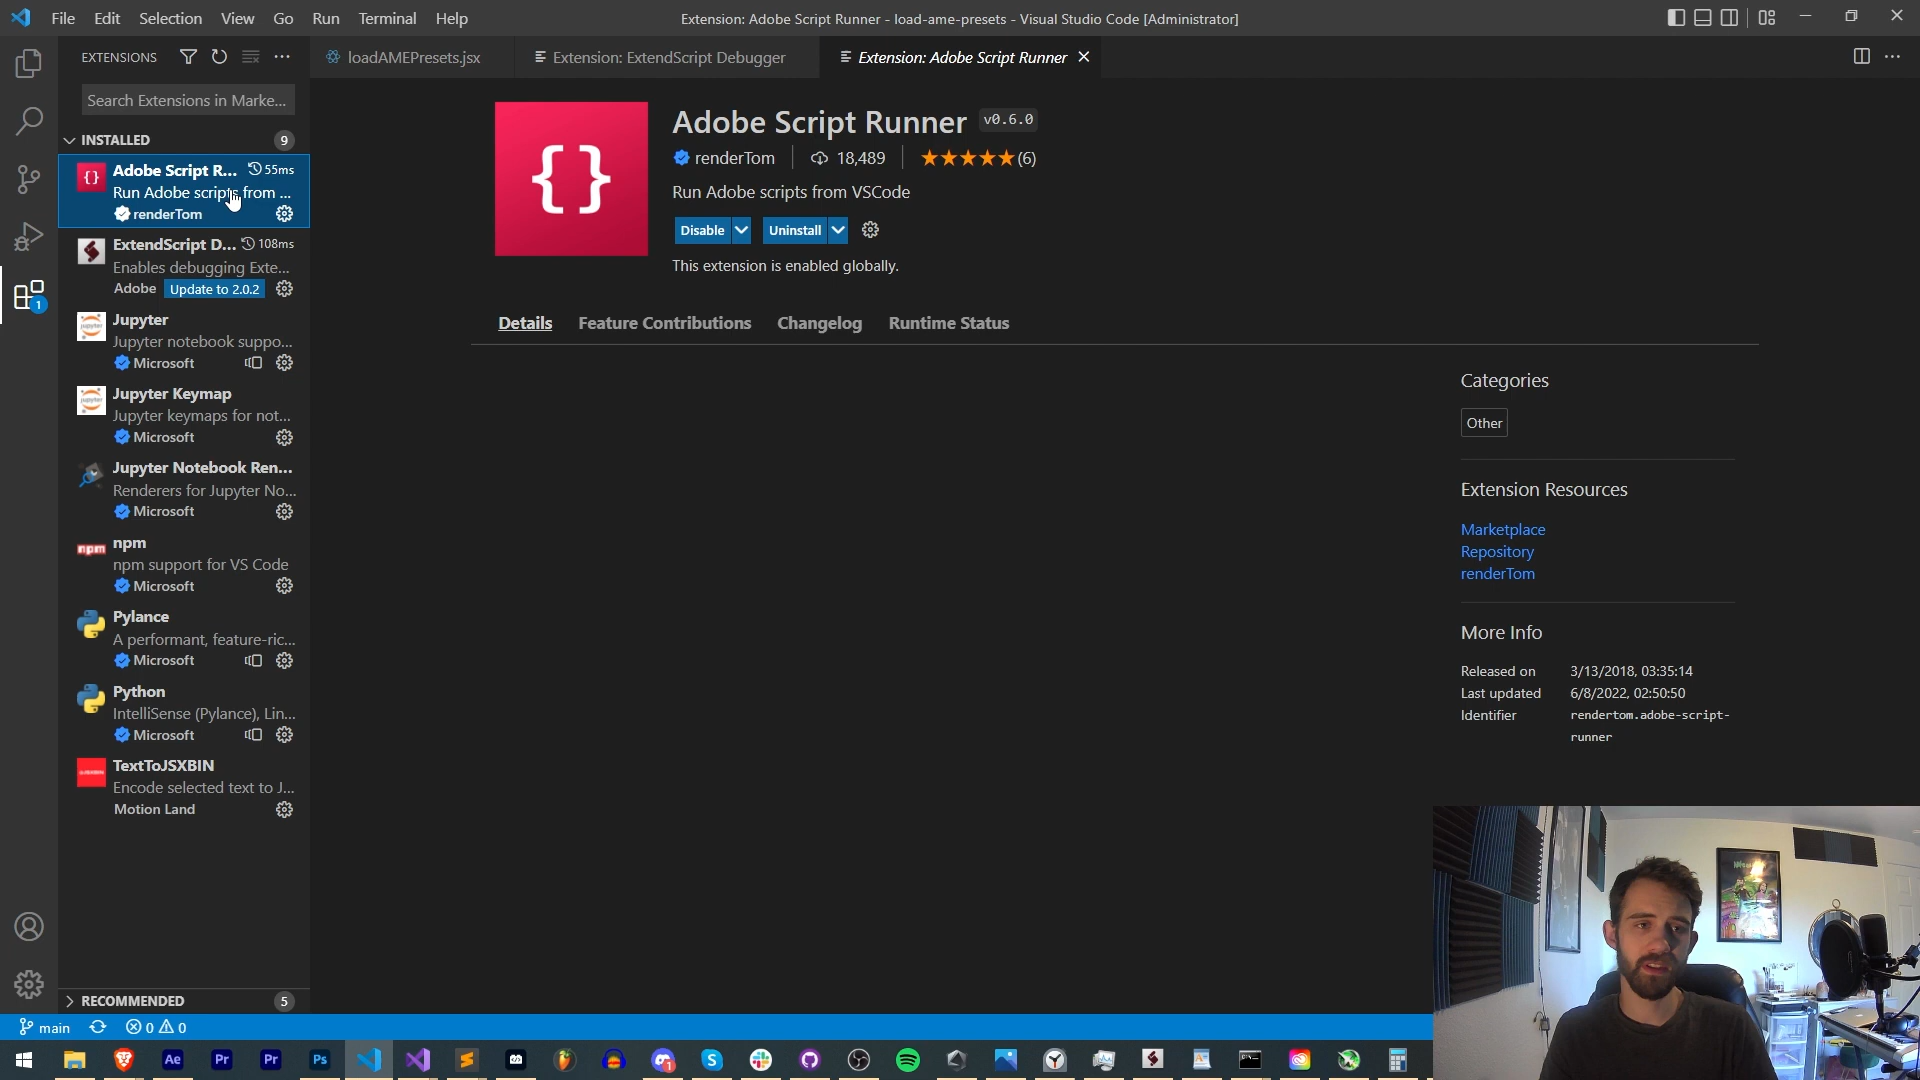 File Edit Selection View Go Run Terminal Help
Extension: Adobe Script Runner - load-ame-presets - Visual Studio Code [Administrator]
EXTENSIONS
loadAMEPresets.jsx
Extension: ExtendScript Debugger
Extension: Adobe Script Runner
Search Extensions in Marke...
INSTALLED 9
Adobe Script R... 55ms
Run Adobe scripts from ...
renderTom
ExtendScript D... 108ms
Enables debugging Exte...
Adobe Update to 2.0.2
Jupyter
Jupyter notebook suppo...
Microsoft
Jupyter Keymap
Jupyter keymaps for not...
Microsoft
Jupyter Notebook Ren...
Renderers for Jupyter No...
Microsoft
npm
npm
npm support for VS Code
Microsoft
Pylance
A performant, feature-ric...
Microsoft
Python
IntelliSense (Pylance), Lin...
Microsoft
TextToJSXBIN
Encode selected text to J...
Motion Land
RECOMMENDED 5
1
{}
Adobe Script Runner v0.6.0
renderTom 18,489 (6)
Run Adobe scripts from VSCode
Disable Uninstall
This extension is enabled globally.
Details Feature Contributions Changelog Runtime Status
Categories
Other
Extension Resources
Marketplace
Repository
renderTom
More Info
Released on 3/13/2018, 03:35:14
Last updated 6/8/2022, 02:50:50
Identifier rendertom.adobe-script-
runner
main 0 0
Ae Pr Pr Ps